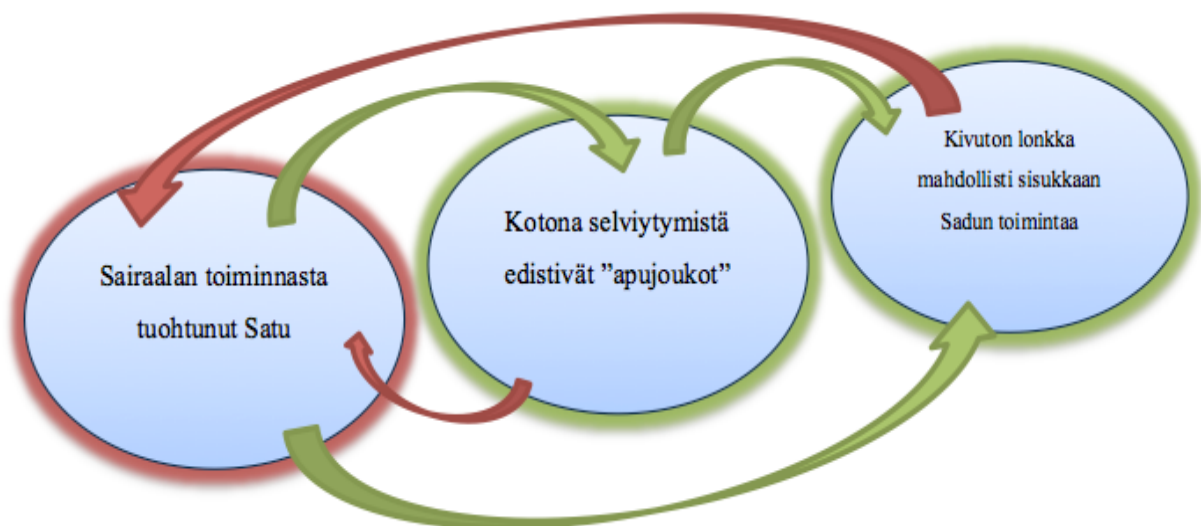 Sairaalan toiminnasta
tuohtunut Satu
Kotona selviytymistä
edistivät ”apujoukot”
Kivuton lonkka
mahdollisti sisukkaan
Sadun toimintaa